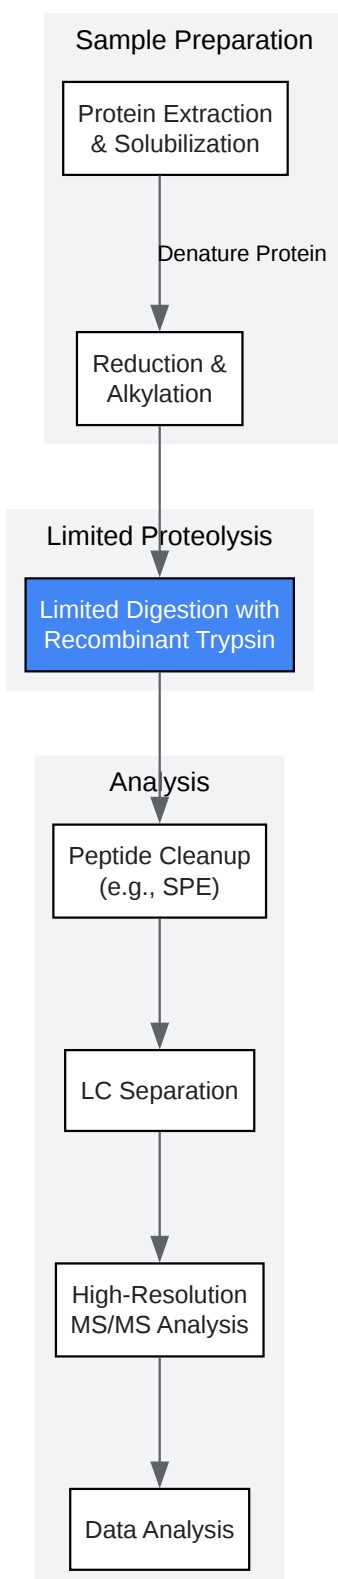 Sample Preparation
Protein Extraction
& Solubilization
Denature Protein
Reduction &
Alkylation
Limited Proteolysis
Limited Digestion with
Recombinant Trypsin
Analysis
Peptide Cleanup
(e.g., SPE)
LC Separation
High-Resolution
MS/MS Analysis
Data Analysis